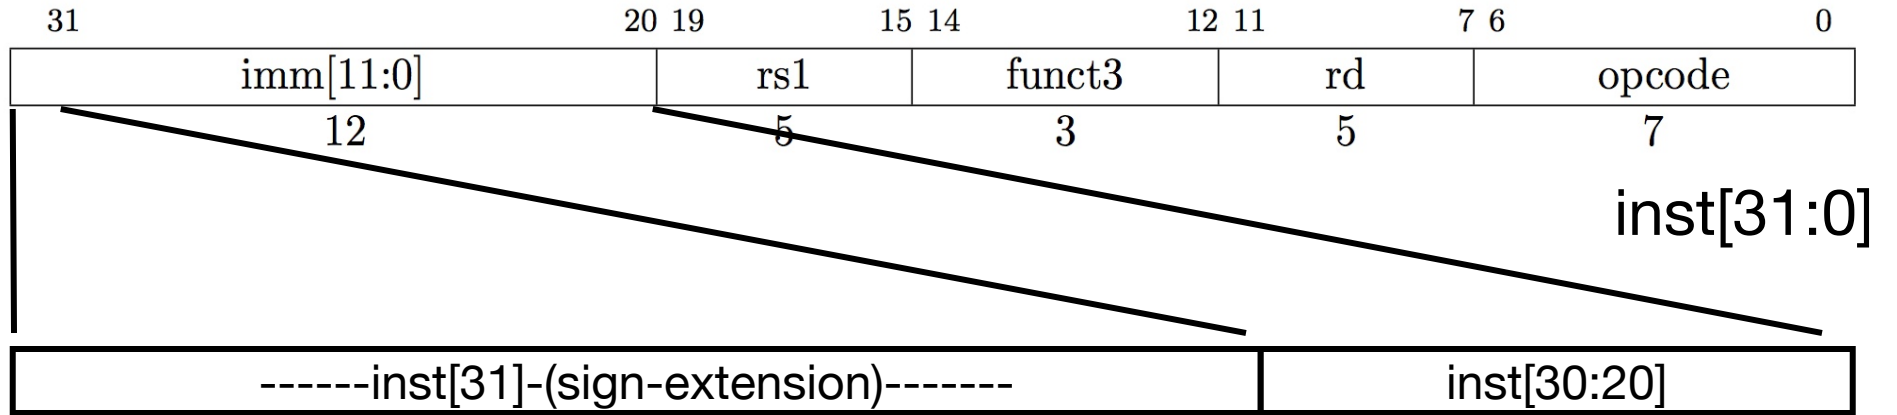 31 20 19 15 14 12 11 7 6 0
imm[11:0] rs1 funct3 rd opcode
12 5 3 5 7
inst[31:0]
------inst[31]-(sign-extension)------- inst[30:20]